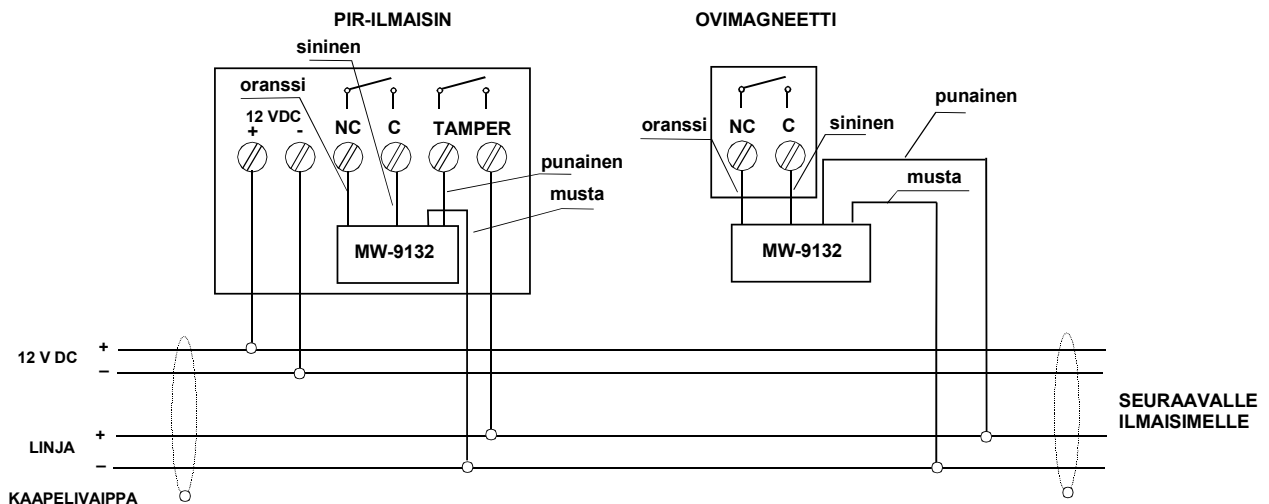 PIR-ILMAISIN
OVIMAGNEETTI
sininen
oranssi
12 VDC
+ - NC C TAMPER
punainen
musta
MW-9132
punainen
oranssi
NC C
sininen
musta
MW-9132
12 V DC
+
–
SEURAAVALLE
ILMAISIMELLE
LINJA
+
–
KAAPELIVAIPPA